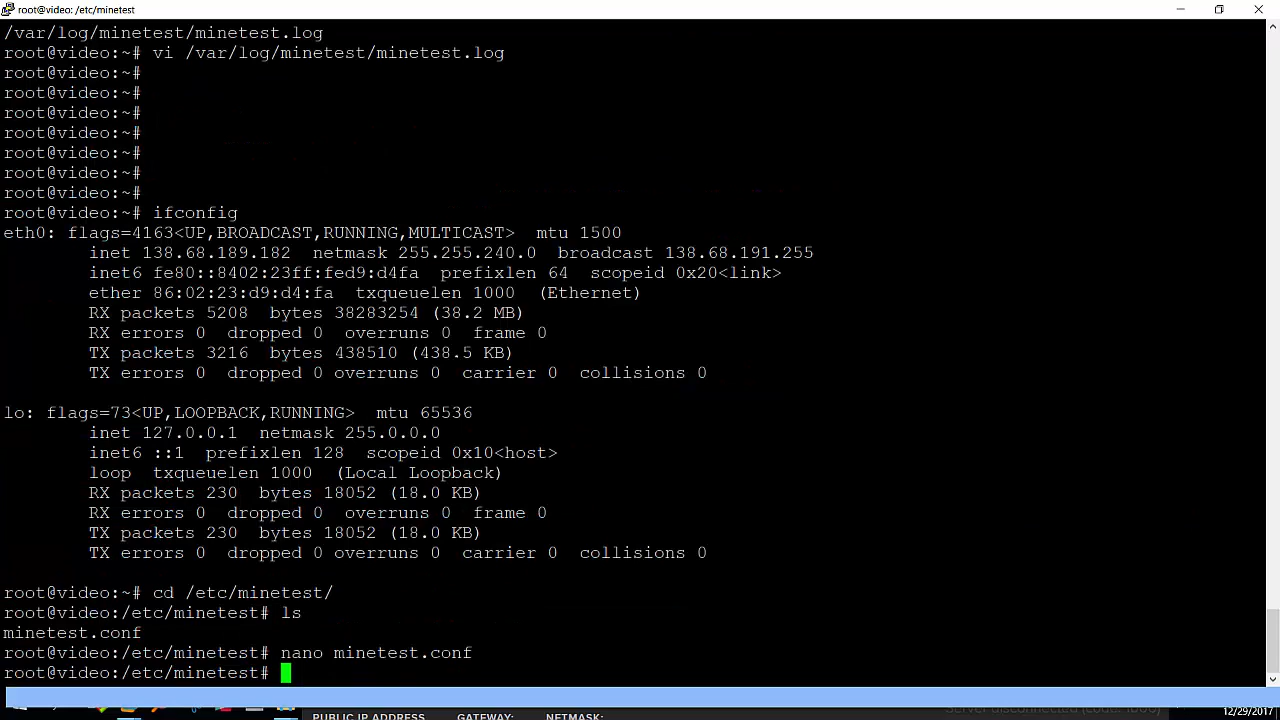 root@video: /etc/minetest
/var/log/minetest/minetest.log
root@video:~# vi /var/log/minetest/minetest.log
root@video:~#
root@video:~#
root@video:~#
root@video:~#
root@video:~#
root@video:~#
root@video:~#
root@video:~# ifconfig
eth0: flags=4163<UP,BROADCAST,RUNNING,MULTICAST>  mtu 1500
        inet 138.68.189.182  netmask 255.255.240.0  broadcast 138.68.191.255
        inet6 fe80::8402:23ff:fed9:d4fa  prefixlen 64  scopeid 0x20<link>
        ether 86:02:23:d9:d4:fa  txqueuelen 1000  (Ethernet)
        RX packets 5208  bytes 38283254 (38.2 MB)
        RX errors 0  dropped 0  overruns 0  frame 0
        TX packets 3216  bytes 438510 (438.5 KB)
        TX errors 0  dropped 0 overruns 0  carrier 0  collisions 0
lo: flags=73<UP,LOOPBACK,RUNNING>  mtu 65536
        inet 127.0.0.1  netmask 255.0.0.0
        inet6 ::1  prefixlen 128  scopeid 0x10<host>
        loop  txqueuelen 1000  (Local Loopback)
        RX packets 230  bytes 18052 (18.0 KB)
        RX errors 0  dropped 0  overruns 0  frame 0
        TX packets 230  bytes 18052 (18.0 KB)
        TX errors 0  dropped 0 overruns 0  carrier 0  collisions 0
root@video:~# cd /etc/minetest/
root@video:/etc/minetest# ls
minetest.conf
root@video:/etc/minetest# nano minetest.conf
root@video:/etc/minetest#
Server disconnected (code: 1006)
PUBLIC IP ADDRESS GATEWAY: NETMASK:
12/29/2017